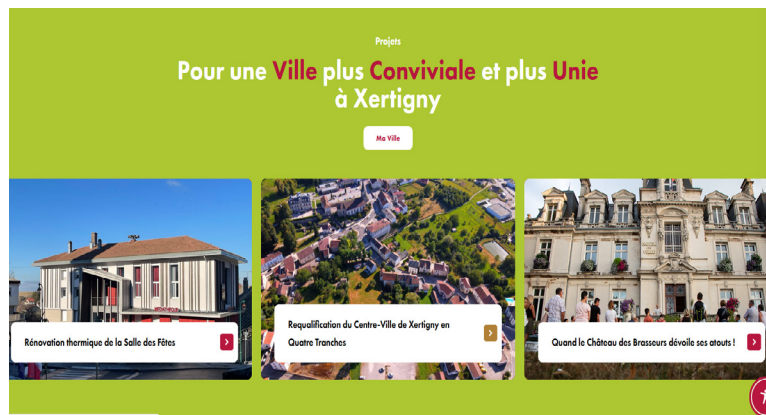 Projets
Pour une Ville plus Conviviale et plus Unie
à Xertigny
Ma Ville
Rénovation thermique de la Salle des Fêtes
Requalification du Centre-Ville de Xertigny en
Quatre Tranches
Quand le Château des Brasseurs dévoile ses atouts !